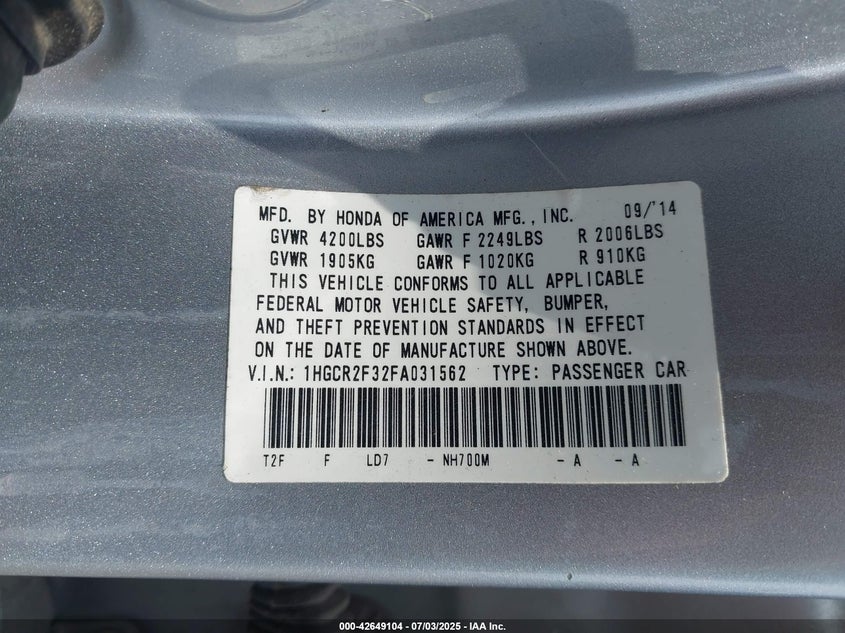 MFD. BY HONDA OF AMERICA MFG., INC. 09/'14
GVWR 4200LBS GAWR F 2249LBS R 2006LBS
GVWR 1905KG GAWR F 1020KG R 910KG
THIS VEHICLE CONFORMS TO ALL APPLICABLE
FEDERAL MOTOR VEHICLE SAFETY, BUMPER,
AND THEFT PREVENTION STANDARDS IN EFFECT
ON THE DATE OF MANUFACTURE SHOWN ABOVE.
V.I.N.: 1HGCR2F32FA031562 TYPE: PASSENGER CAR
T2F F LD7 - NH700M - A - A
000-42649104 - 07/03/2025 - IAA Inc.